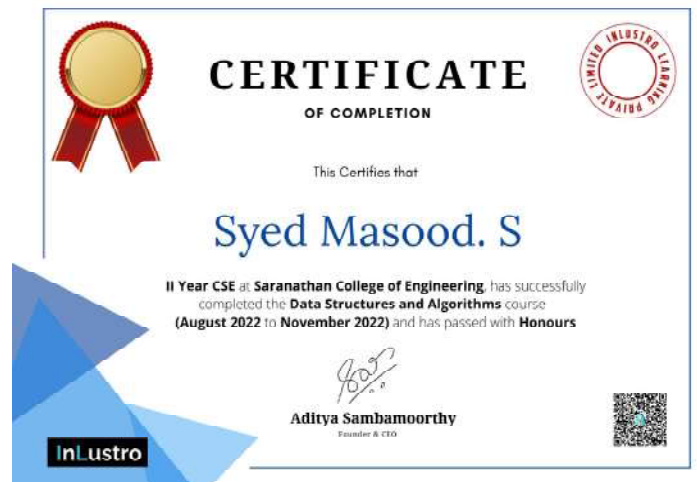 CERTIFICATE
OF COMPLETION
INLUSTRO LEARNING PRIVATE LIMITED
This Certifies that
Syed Masood. S
II Year CSE at Saranathan College of Engineering, has successfully
completed the Data Structures and Algorithms course
(August 2022 to November 2022) and has passed with Honours
Aditya Sambamoorthy
Founder & CTO
InLustro